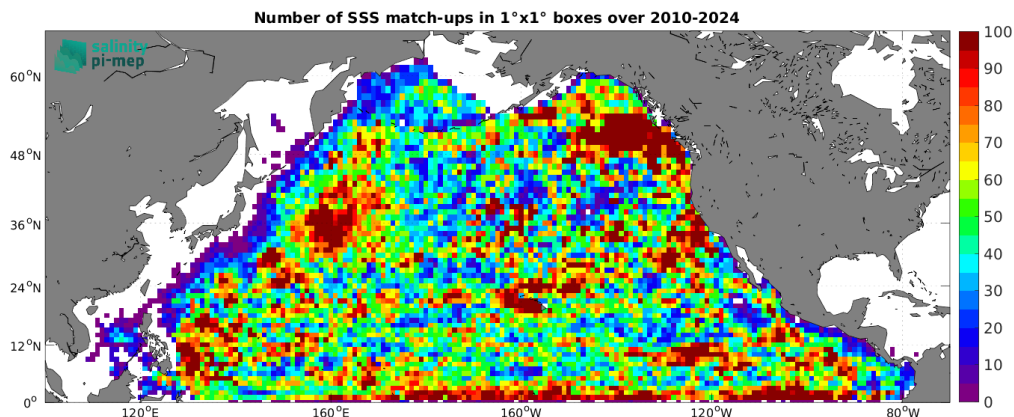 Number of SSS match-ups in 1°x1° boxes over 2010-2024
salinity
pi-mep
60°N
48°N
36°N
24°N
12°N
0°
120°E
160°E
160°W
120°W
80°W
100
90
80
70
60
50
40
30
20
10
0